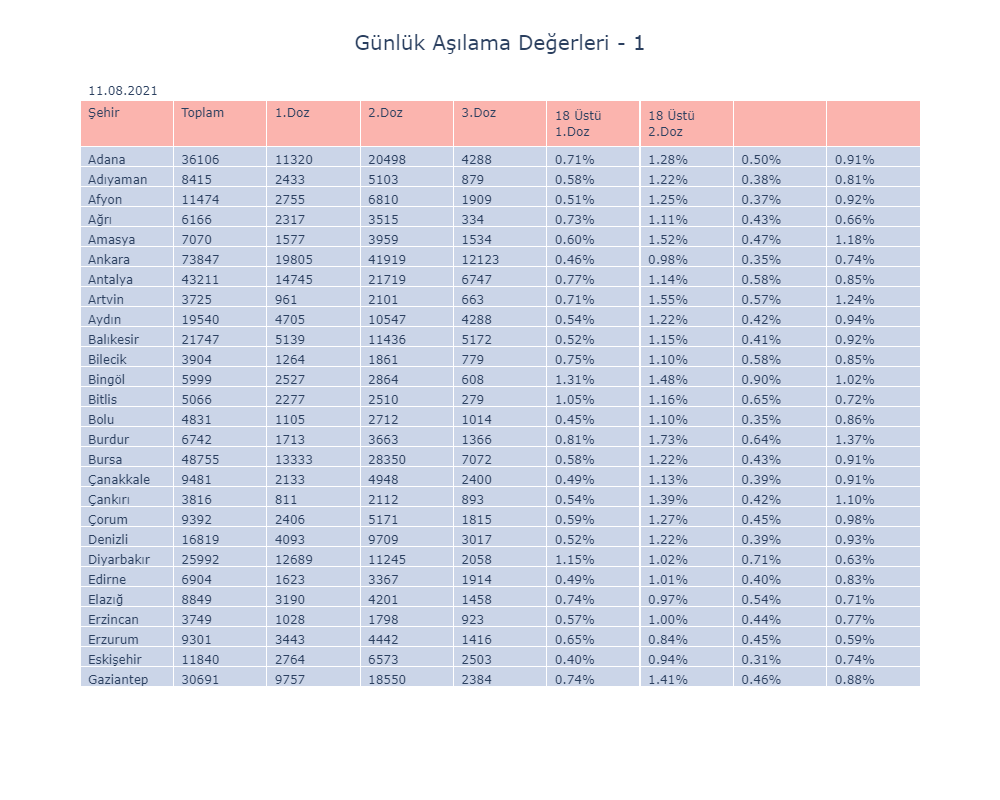 Günlük Aşılama Değerleri - 1
11.08.2021
Şehir Toplam 1.Doz 2.Doz 3.Doz 18 Üstü 1.Doz 18 Üstü 2.Doz
Adana 36106 11320 20498 4288 0.71% 1.28% 0.50% 0.91%
Adıyaman 8415 2433 5103 879 0.58% 1.22% 0.38% 0.81%
Afyon 11474 2755 6810 1909 0.51% 1.25% 0.37% 0.92%
Ağrı 6166 2317 3515 334 0.73% 1.11% 0.43% 0.66%
Amasya 7070 1577 3959 1534 0.60% 1.52% 0.47% 1.18%
Ankara 73847 19805 41919 12123 0.46% 0.98% 0.35% 0.74%
Antalya 43211 14745 21719 6747 0.77% 1.14% 0.58% 0.85%
Artvin 3725 961 2101 663 0.71% 1.55% 0.57% 1.24%
Aydın 19540 4705 10547 4288 0.54% 1.22% 0.42% 0.94%
Balıkesir 21747 5139 11436 5172 0.52% 1.15% 0.41% 0.92%
Bilecik 3904 1264 1861 779 0.75% 1.10% 0.58% 0.85%
Bingöl 5999 2527 2864 608 1.31% 1.48% 0.90% 1.02%
Bitlis 5066 2277 2510 279 1.05% 1.16% 0.65% 0.72%
Bolu 4831 1105 2712 1014 0.45% 1.10% 0.35% 0.86%
Burdur 6742 1713 3663 1366 0.81% 1.73% 0.64% 1.37%
Bursa 48755 13333 28350 7072 0.58% 1.22% 0.43% 0.91%
Çanakkale 9481 2133 4948 2400 0.49% 1.13% 0.39% 0.91%
Çankırı 3816 811 2112 893 0.54% 1.39% 0.42% 1.10%
Çorum 9392 2406 5171 1815 0.59% 1.27% 0.45% 0.98%
Denizli 16819 4093 9709 3017 0.52% 1.22% 0.39% 0.93%
Diyarbakır 25992 12689 11245 2058 1.15% 1.02% 0.71% 0.63%
Edirne 6904 1623 3367 1914 0.49% 1.01% 0.40% 0.83%
Elazığ 8849 3190 4201 1458 0.74% 0.97% 0.54% 0.71%
Erzincan 3749 1028 1798 923 0.57% 1.00% 0.44% 0.77%
Erzurum 9301 3443 4442 1416 0.65% 0.84% 0.45% 0.59%
Eskişehir 11840 2764 6573 2503 0.40% 0.94% 0.31% 0.74%
Gaziantep 30691 9757 18550 2384 0.74% 1.41% 0.46% 0.88%